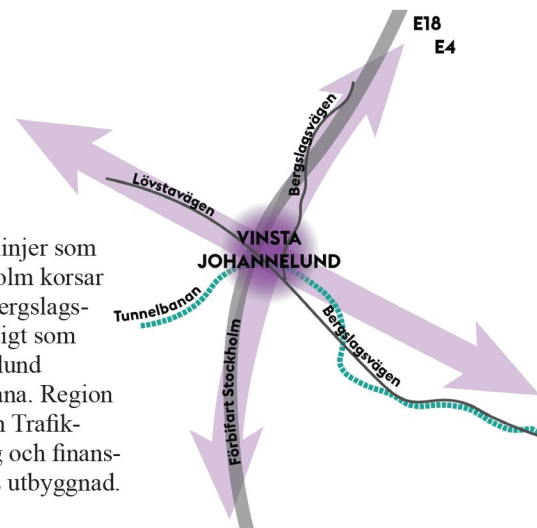 E18
E4
Bergslagsvägen
Lövstavägen
VINSTA
JOHANNELUND
Tunnelbanan
Bergslagsvägen
Förbifart Stockholm
injer som
olm korsar
ergslags-
igt som
lund
na. Region
n Trafik-
g och finans-
utbyggnad.